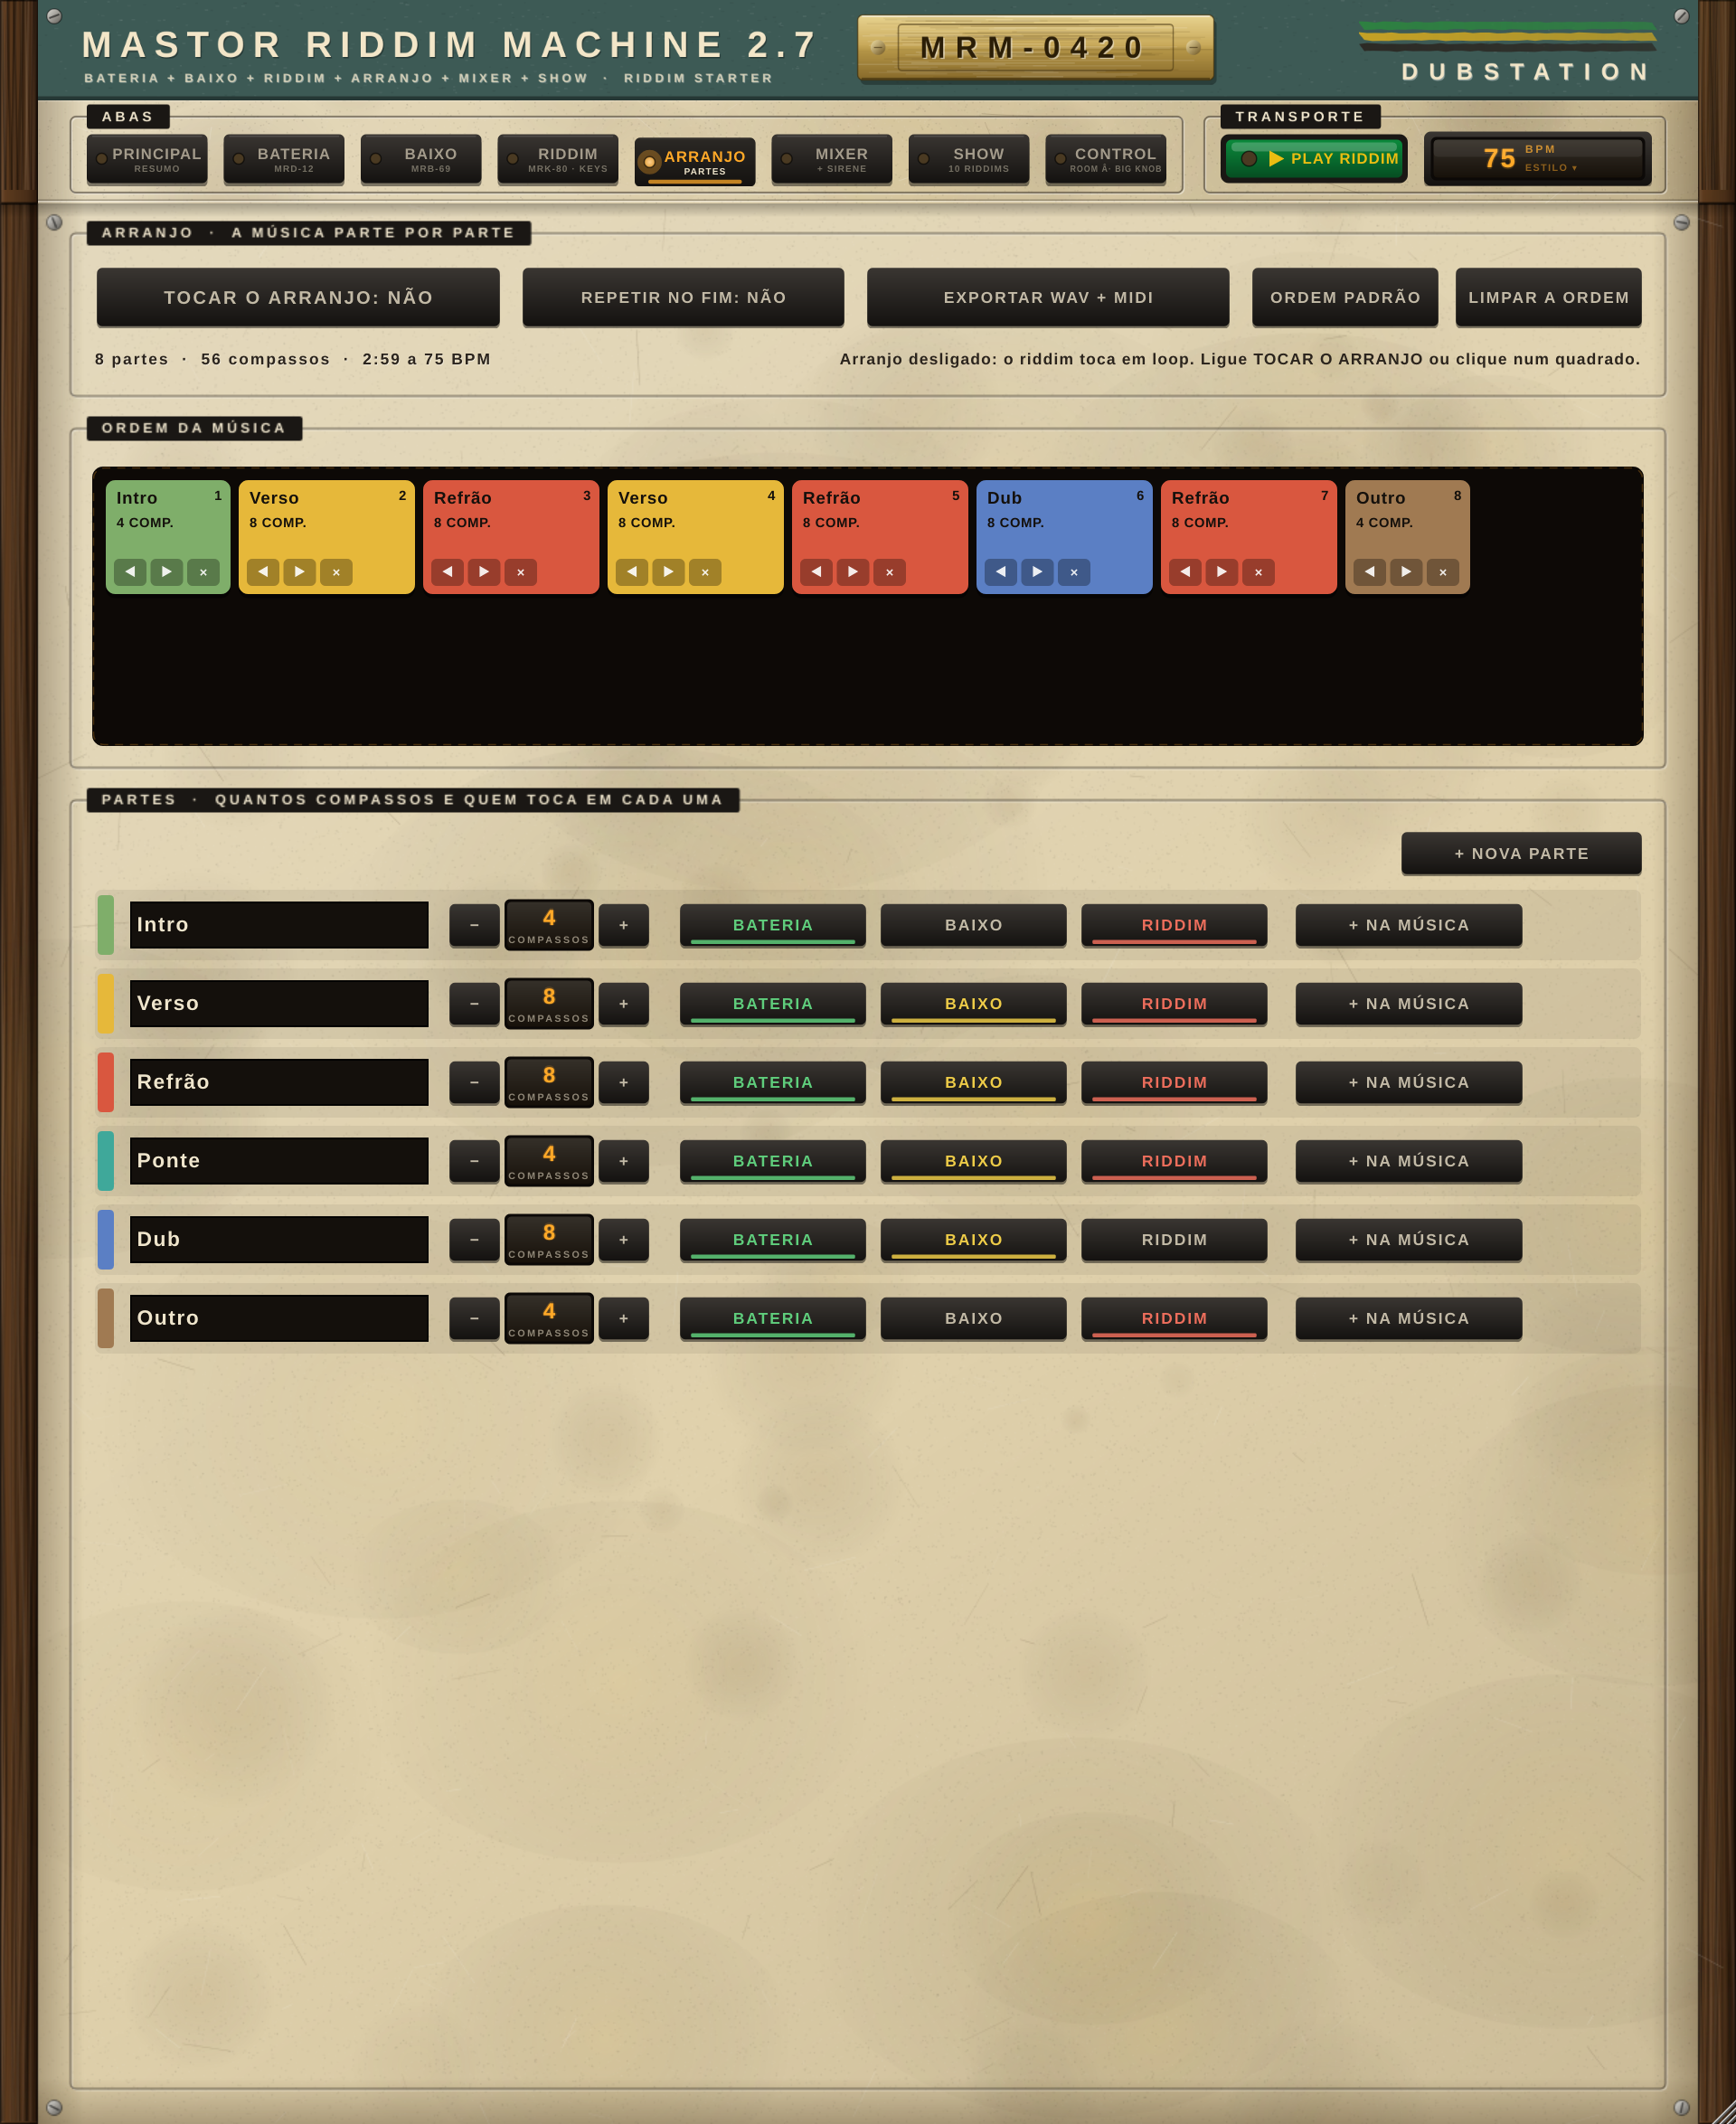 MASTOR RIDDIM MACHINE 2.7
BATERIA + BAIXO + RIDDIM + ARRANJO + MIXER + SHOW · RIDDIM STARTER
MRM-0420
DUBSTATION
ABAS
PRINCIPAL
RESUMO
BATERIA
MRD-12
BAIXO
MRB-69
RIDDIM
MRK-80 · KEYS
ARRANJO
PARTES
MIXER
+ SIRENE
SHOW
10 RIDDIMS
CONTROL
ROOM Â· BIG KNOB
TRANSPORTE
▶ PLAY RIDDIM
75 BPM
ESTILO ▾
ARRANJO · A MÚSICA PARTE POR PARTE
TOCAR O ARRANJO: NÃO
REPETIR NO FIM: NÃO
EXPORTAR WAV + MIDI
ORDEM PADRÃO
LIMPAR A ORDEM
8 partes · 56 compassos · 2:59 a 75 BPM
Arranjo desligado: o riddim toca em loop. Ligue TOCAR O ARRANJO ou clique num quadrado.
ORDEM DA MÚSICA
Intro 1
4 COMP.
◀ ▶ ×
Verso 2
8 COMP.
◀ ▶ ×
Refrão 3
8 COMP.
◀ ▶ ×
Verso 4
8 COMP.
◀ ▶ ×
Refrão 5
8 COMP.
◀ ▶ ×
Dub 6
8 COMP.
◀ ▶ ×
Refrão 7
8 COMP.
◀ ▶ ×
Outro 8
4 COMP.
◀ ▶ ×
PARTES · QUANTOS COMPASSOS E QUEM TOCA EM CADA UMA
+ NOVA PARTE
Intro − 4 COMPASSOS + BATERIA BAIXO RIDDIM + NA MÚSICA
Verso − 8 COMPASSOS + BATERIA BAIXO RIDDIM + NA MÚSICA
Refrão − 8 COMPASSOS + BATERIA BAIXO RIDDIM + NA MÚSICA
Ponte − 4 COMPASSOS + BATERIA BAIXO RIDDIM + NA MÚSICA
Dub − 8 COMPASSOS + BATERIA BAIXO RIDDIM + NA MÚSICA
Outro − 4 COMPASSOS + BATERIA BAIXO RIDDIM + NA MÚSICA